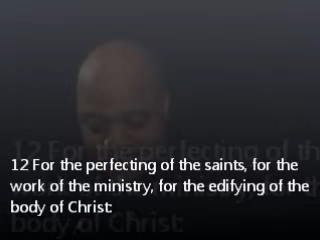 12 For the perfecting of the saints, for the
work of the ministry, for the edifying of the
body of Christ: